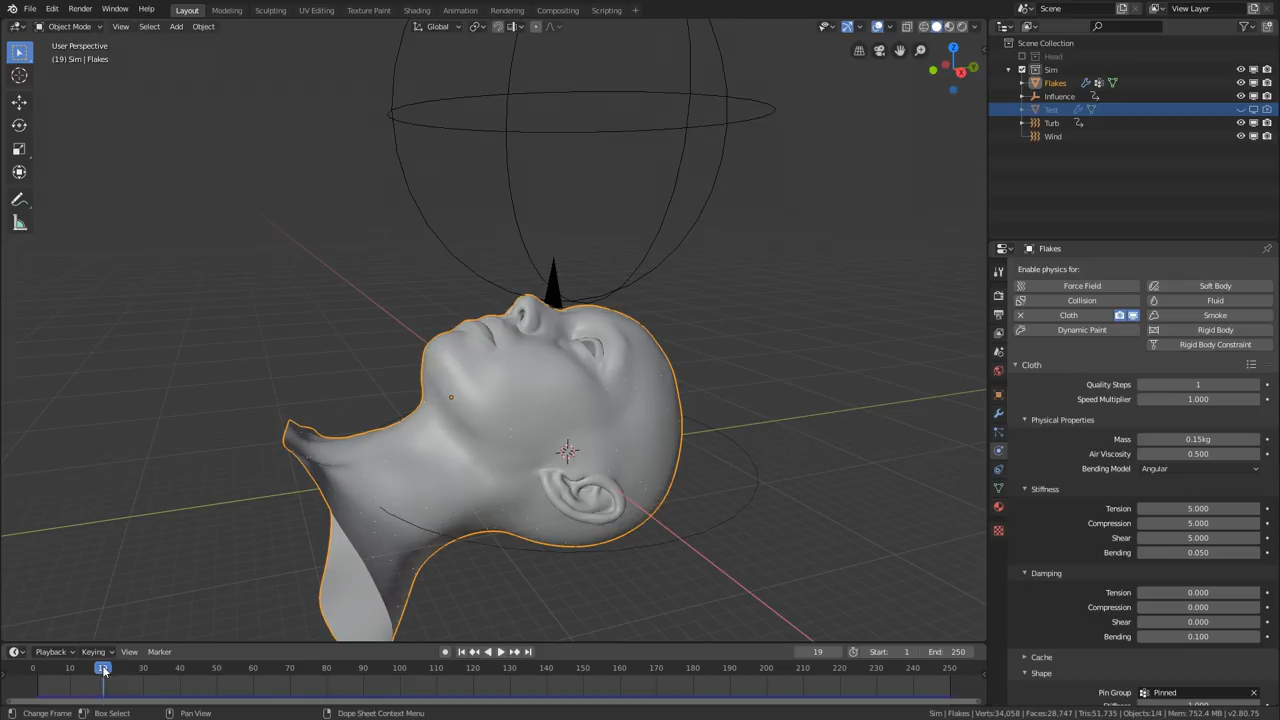 File Edit Render Window Help Layout Modeling Sculpting UV Editing Texture Paint Shading Animation Rendering Compositing Scripting + Scene View Layer
Object Mode View Select Add Object Global
User Perspective
(19) Sim | Flakes
Scene Collection
Head
Sim
Flakes
Influence
Test
Turb
Wind
Flakes
Enable physics for:
Force Field Soft Body
Collision Fluid
Cloth Smoke
Dynamic Paint Rigid Body
Rigid Body Constraint
Cloth
Quality Steps 1
Speed Multiplier 1.000
Physical Properties
Mass 0.15kg
Air Viscosity 0.500
Bending Model Angular
Stiffness
Tension 5.000
Compression 5.000
Shear 5.000
Bending 0.050
Damping
Tension 0.000
Compression 0.000
Shear 0.000
Bending 0.100
Cache
Shape
Pin Group Pinned
Playback Keying View Marker 19 Start: 1 End: 250
0 10 30 40 50 60 70 80 90 100 110 120 130 140 150 160 170 180 190 200 210 220 230 240 250
Change Frame Box Select Pan View Dope Sheet Context Menu Sim | Flakes | Verts:34,058 | Faces:28,747 | Tris:51,735 | Objects:1/4 | Mem: 752.4 MB | v2.80.75